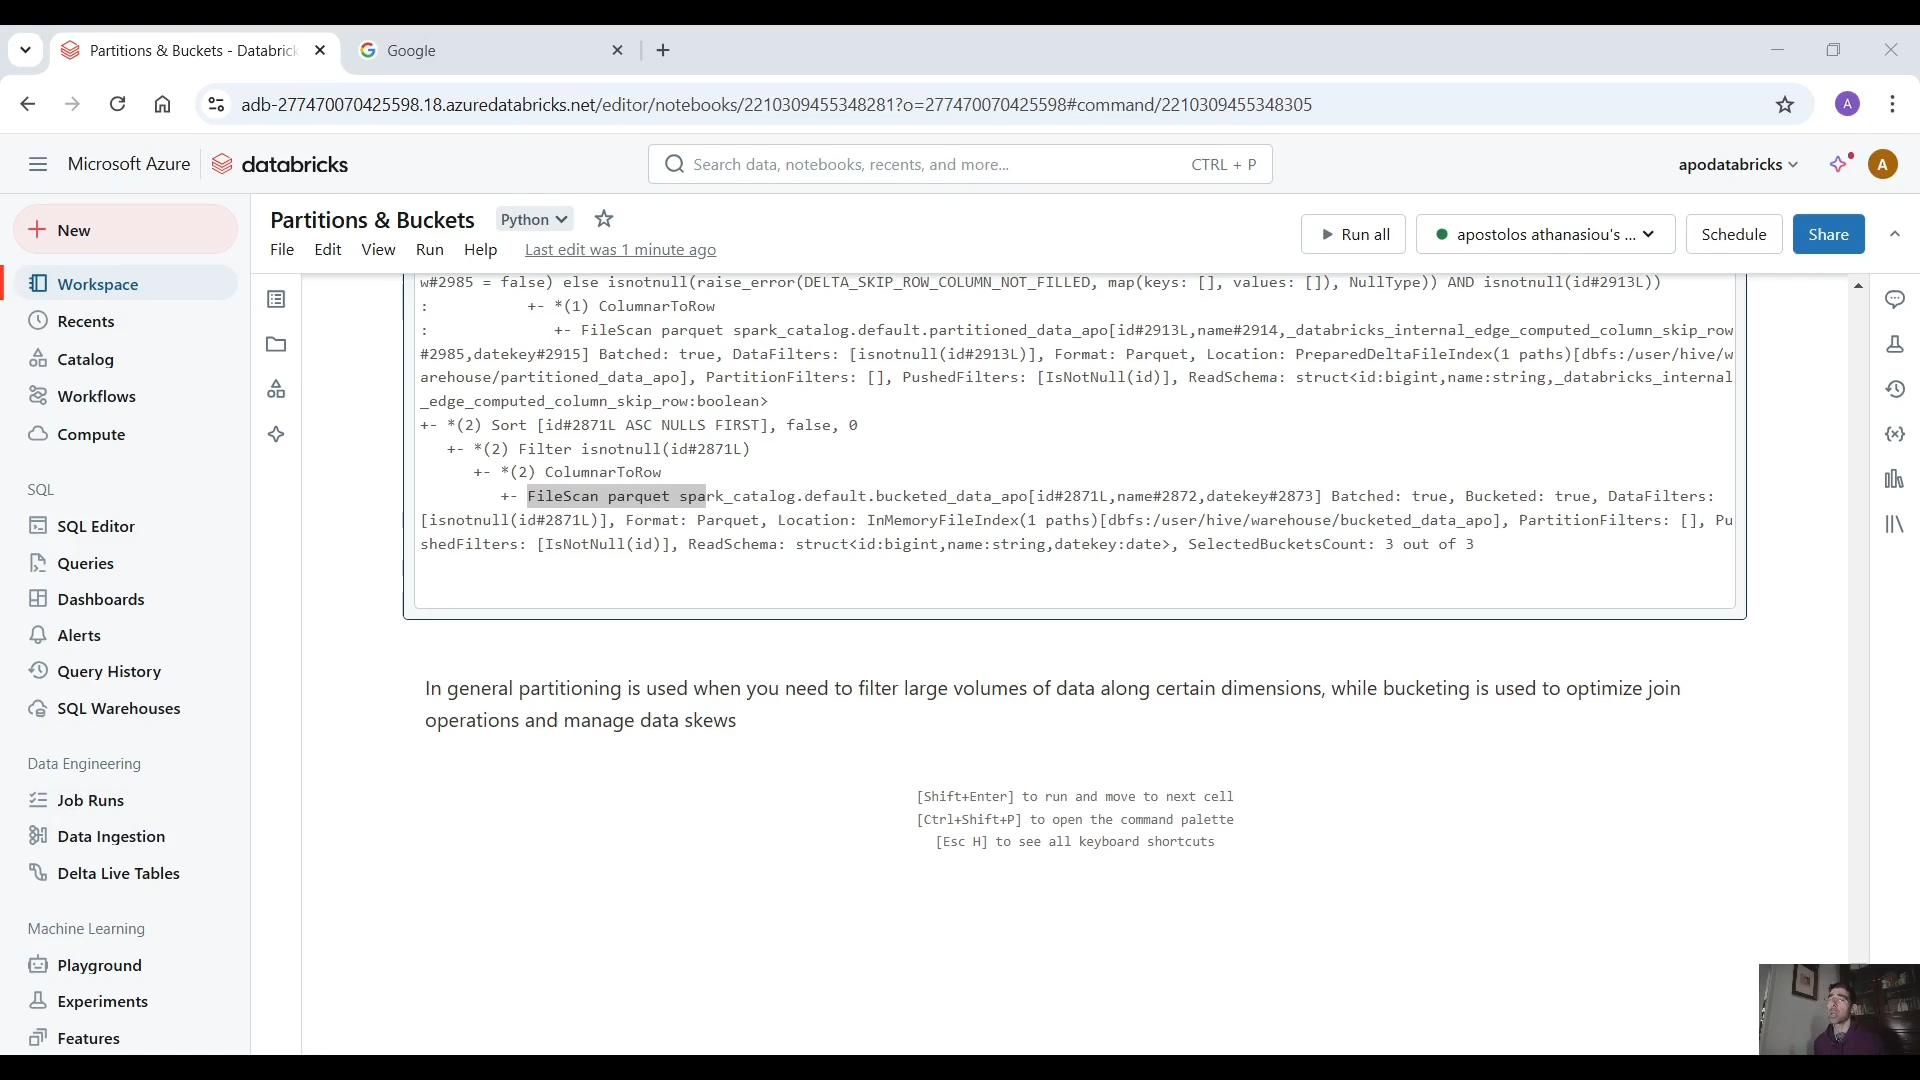 Partitions & Buckets - Databrick
Google
adb-277470070425598.18.azuredatabricks.net/editor/notebooks/2210309455348281?o=277470070425598#command/2210309455348305
A
Microsoft Azure
databricks
Search data, notebooks, recents, and more...
CTRL + P
apodatabricks
A
New
Workspace
Recents
Catalog
Workflows
Compute
SQL
SQL Editor
Queries
Dashboards
Alerts
Query History
SQL Warehouses
Data Engineering
Job Runs
Data Ingestion
Delta Live Tables
Machine Learning
Playground
Experiments
Features
Partitions & Buckets
Python
File Edit View Run Help Last edit was 1 minute ago
Run all
apostolos athanasiou's ...
Schedule
Share
w#2985 = false) else isnotnull(raise_error(DELTA_SKIP_ROW_COLUMN_NOT_FILLED, map(keys: [], values: []), NullType)) AND isnotnull(id#2913L))
: +- *(1) ColumnarToRow
: +- FileScan parquet spark_catalog.default.partitioned_data_apo[id#2913L,name#2914,_databricks_internal_edge_computed_column_skip_row
#2985,datekey#2915] Batched: true, DataFilters: [isnotnull(id#2913L)], Format: Parquet, Location: PreparedDeltaFileIndex(1 paths)[dbfs:/user/hive/w
arehouse/partitioned_data_apo], PartitionFilters: [], PushedFilters: [IsNotNull(id)], ReadSchema: struct<id:bigint,name:string,_databricks_internal
_edge_computed_column_skip_row:boolean>
+- *(2) Sort [id#2871L ASC NULLS FIRST], false, 0
+- *(2) Filter isnotnull(id#2871L)
+- *(2) ColumnarToRow
+- FileScan parquet spark_catalog.default.bucketed_data_apo[id#2871L,name#2872,datekey#2873] Batched: true, Bucketed: true, DataFilters:
[isnotnull(id#2871L)], Format: Parquet, Location: InMemoryFileIndex(1 paths)[dbfs:/user/hive/warehouse/bucketed_data_apo], PartitionFilters: [], Pu
shedFilters: [IsNotNull(id)], ReadSchema: struct<id:bigint,name:string,datekey:date>, SelectedBucketsCount: 3 out of 3
In general partitioning is used when you need to filter large volumes of data along certain dimensions, while bucketing is used to optimize join
operations and manage data skews
[Shift+Enter] to run and move to next cell
[Ctrl+Shift+P] to open the command palette
[Esc H] to see all keyboard shortcuts